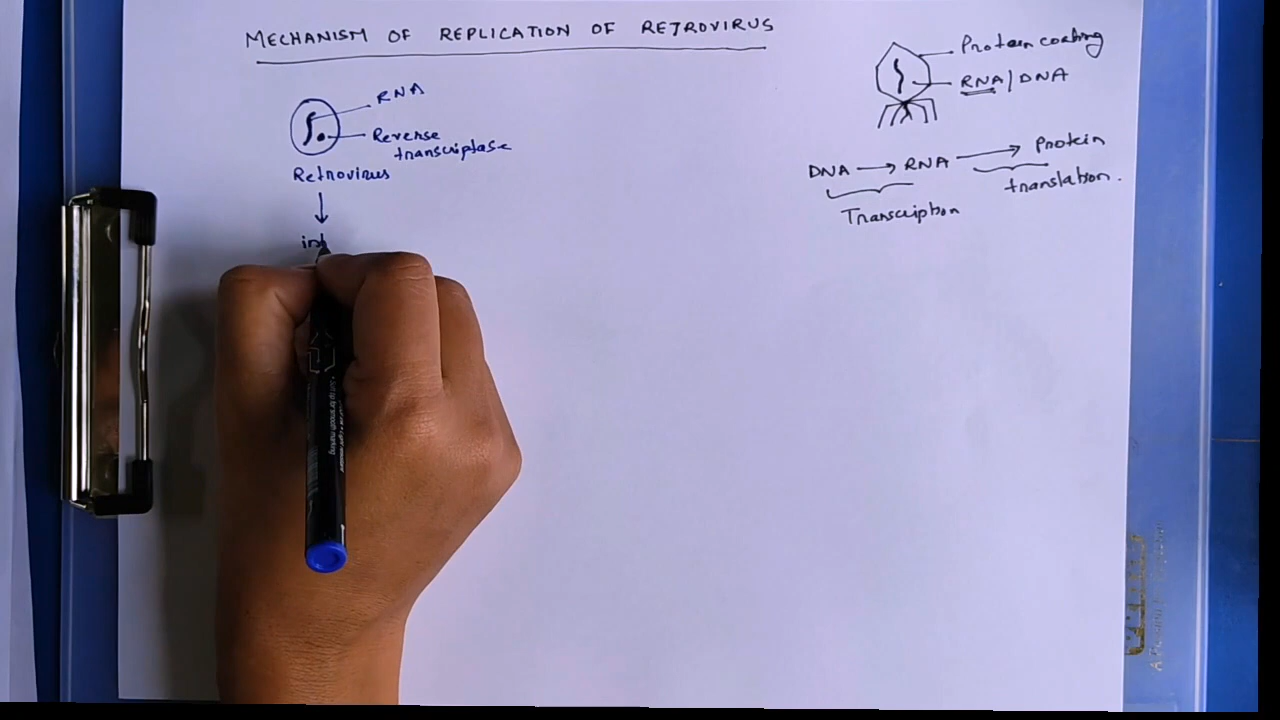 MECHANISM OF REPLICATION OF RETROVIRUS
RNA
Reverse
transcriptase
Retrovirus
Protein coating
RNA/DNA
DNA → RNA → Protein
Transcription
translation.